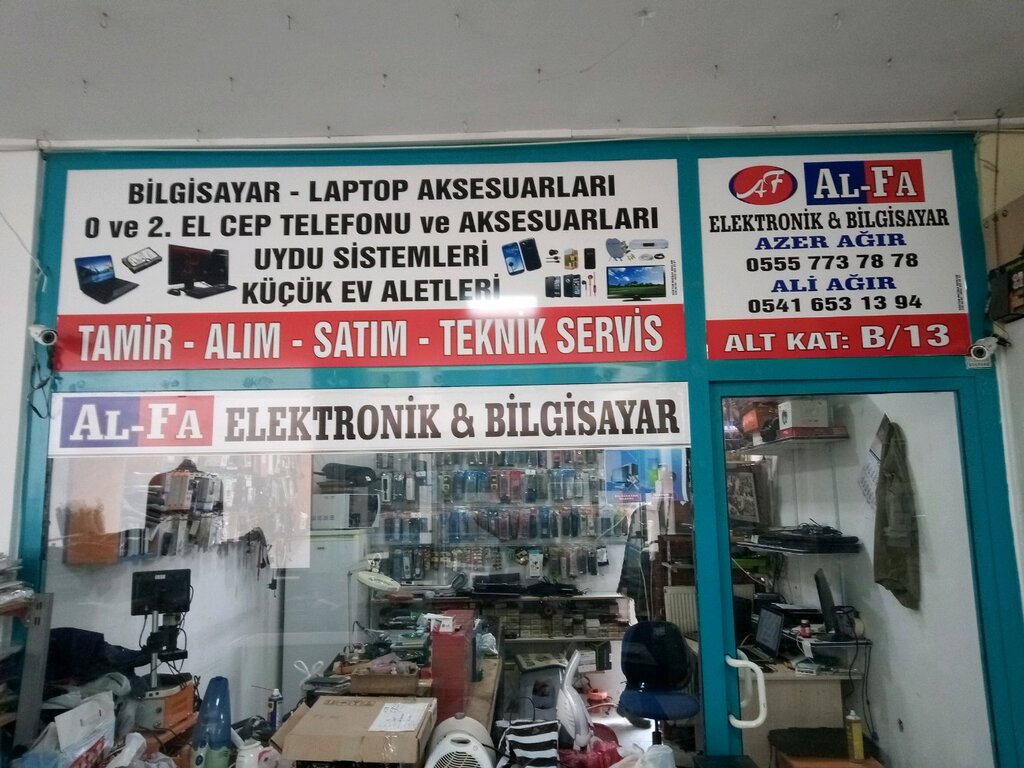 BİLGİSAYAR - LAPTOP AKSESUARLARI
0 ve 2. EL CEP TELEFONU ve AKSESUARLARI
UYDU SİSTEMLERİ
KÜÇÜK EV ALETLERİ
TAMİR - ALIM - SATIM - TEKNİK SERVİS
AF AL-FA
ELEKTRONİK & BİLGİSAYAR
AZER AĞIR
0555 773 78 78
ALİ AĞIR
0541 653 13 94
ALT KAT: B/13
AL-FA ELEKTRONİK & BİLGİSAYAR